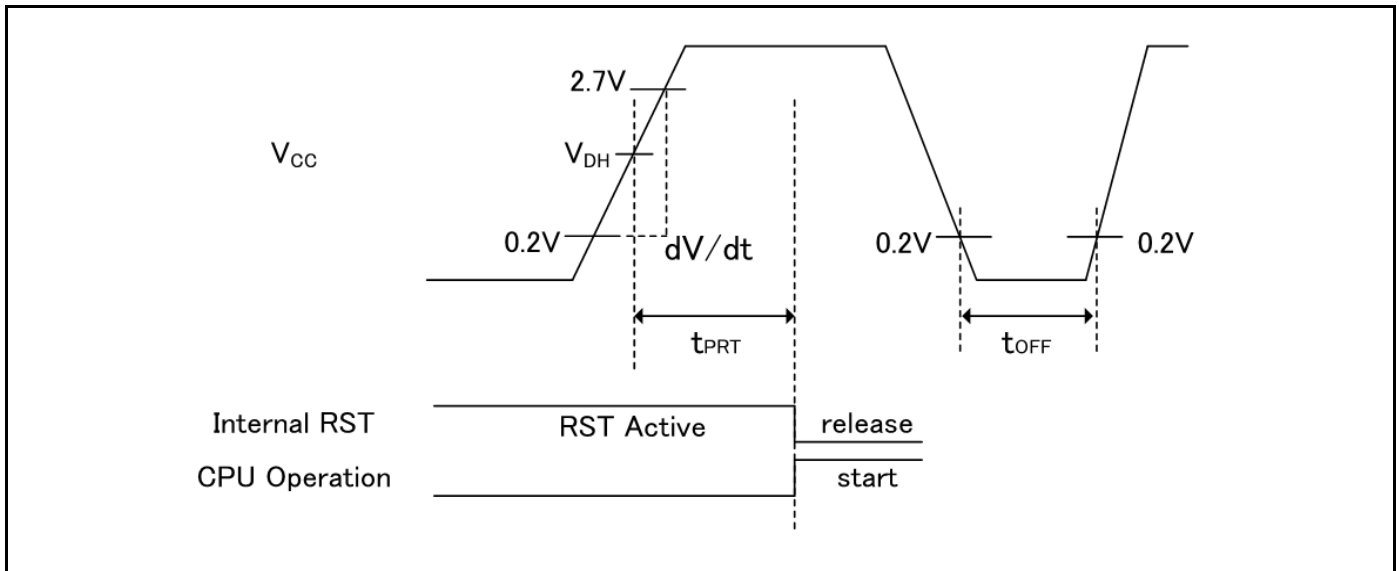 2.7V
VCC
VDH
0.2V
dV/dt
0.2V
0.2V
tPRT
tOFF
Internal RST
RST Active
release
CPU Operation
start